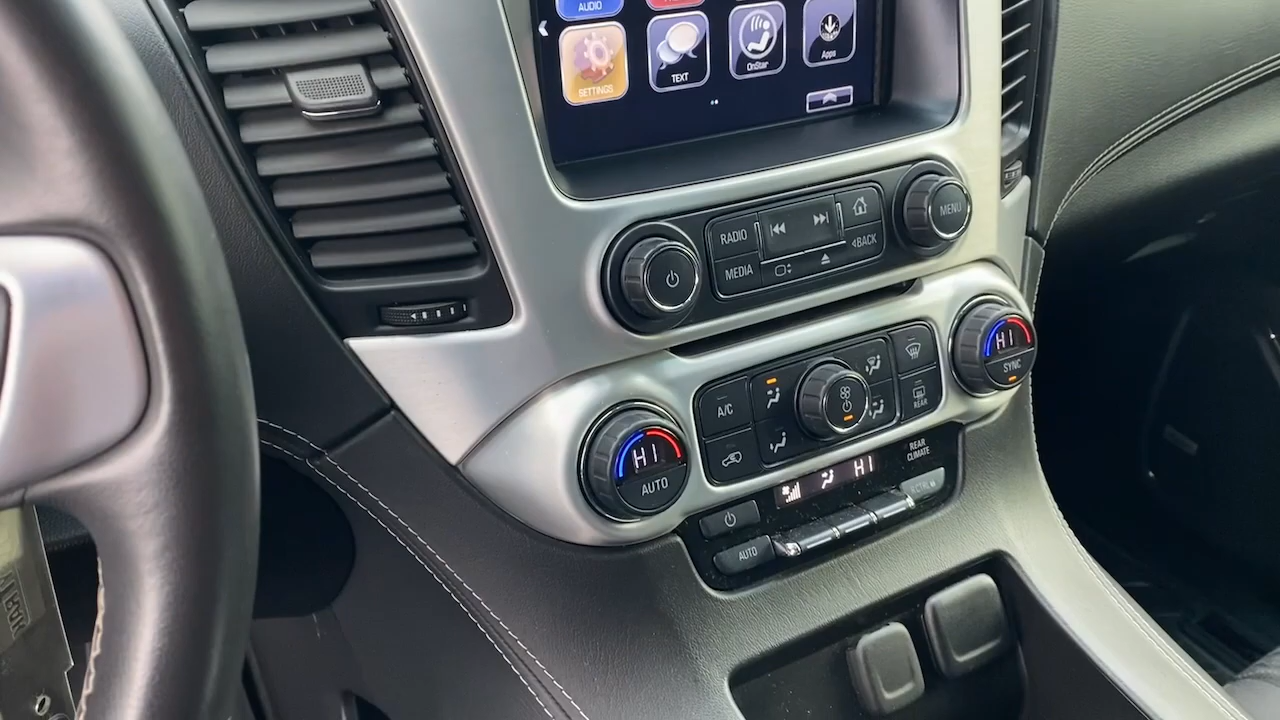 AUDIO
SETTINGS
TEXT
OnStar
Apps
RADIO
MEDIA
BACK
MENU
HI
SYNC
A/C
REAR
HI
AUTO
REAR
CLIMATE
HI
AUTO